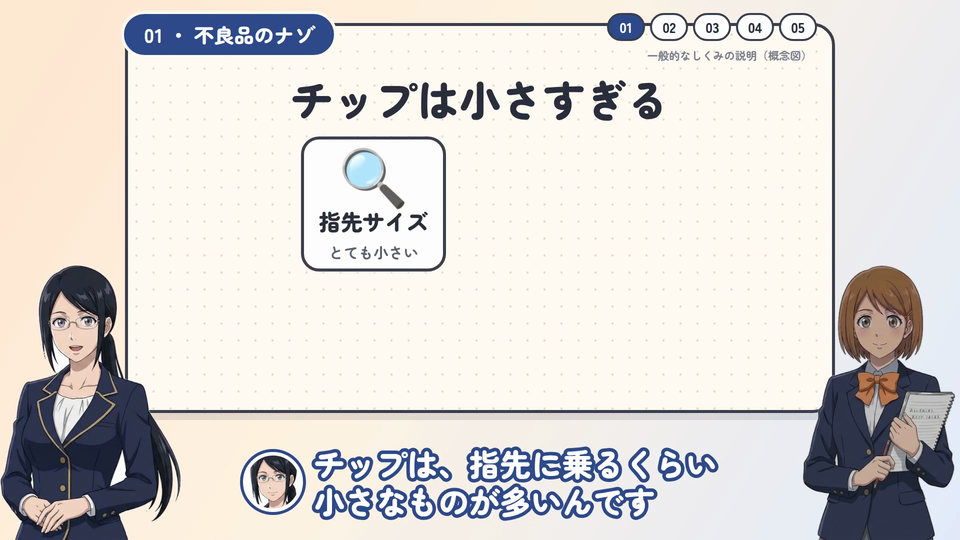 01 ・ 不良品のナゾ
01 02 03 04 05
一般的なしくみの説明（概念図）
チップは小さすぎる
指先サイズ
とても小さい
チップは、指先に乗るくらい
小さなものが多いんです